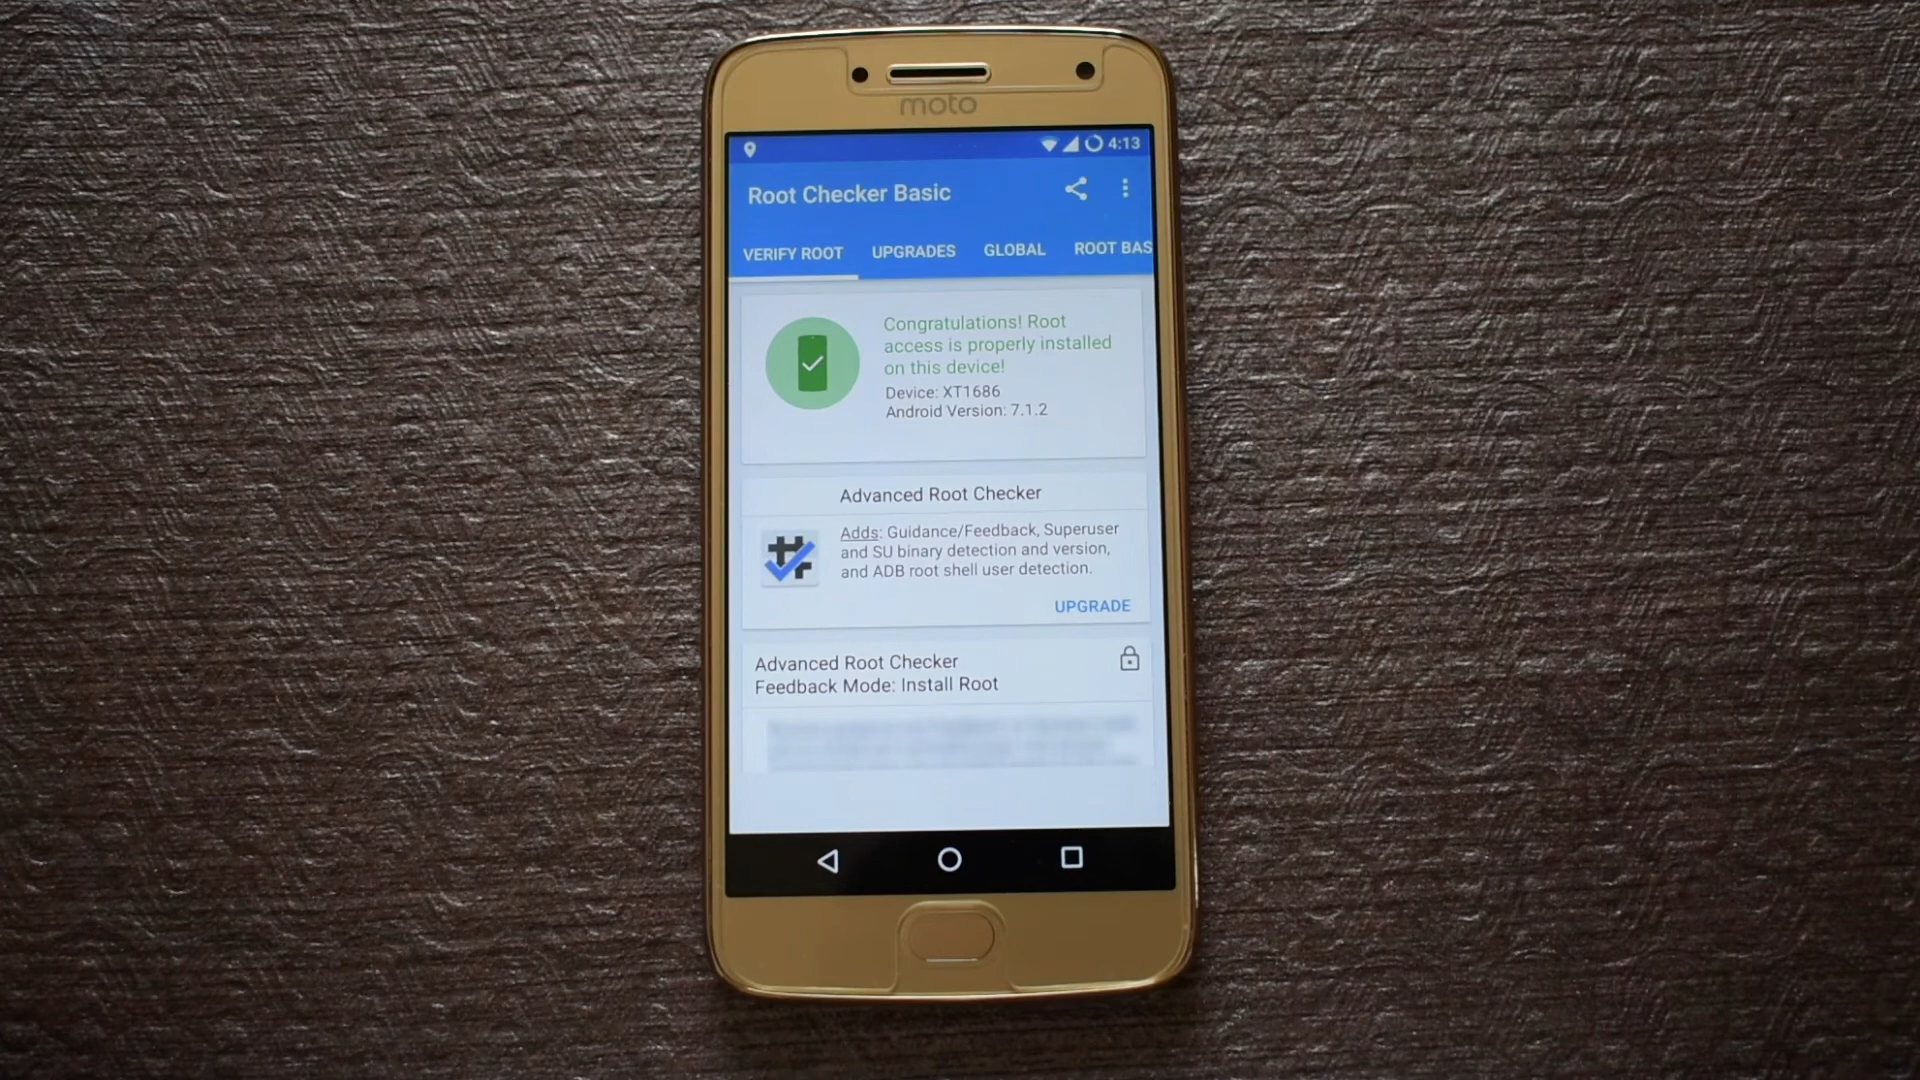 moto
4:13
Root Checker Basic
VERIFY ROOT UPGRADES GLOBAL ROOT BAS
Congratulations! Root
access is properly installed
on this device!
Device: XT1686
Android Version: 7.1.2
Advanced Root Checker
Adds: Guidance/Feedback, Superuser
and SU binary detection and version,
and ADB root shell user detection.
UPGRADE
Advanced Root Checker
Feedback Mode: Install Root